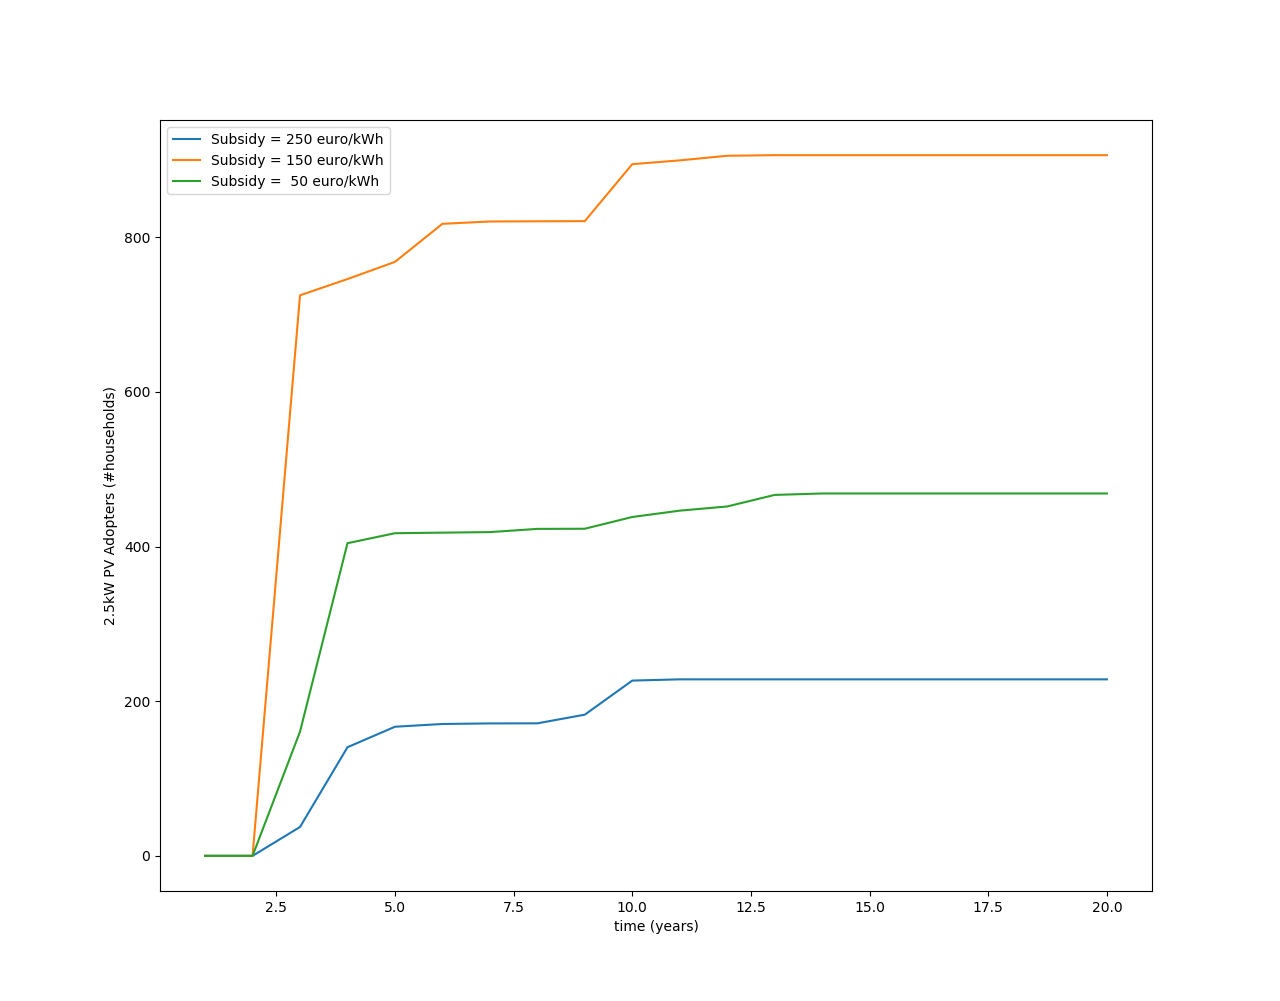 Subsidy = 250 euro/kWh
Subsidy = 150 euro/kWh
Subsidy =  50 euro/kWh
800
600
400
200
0
2.5kW PV Adopters (#households)
2.5 5.0 7.5 10.0 12.5 15.0 17.5 20.0
time (years)